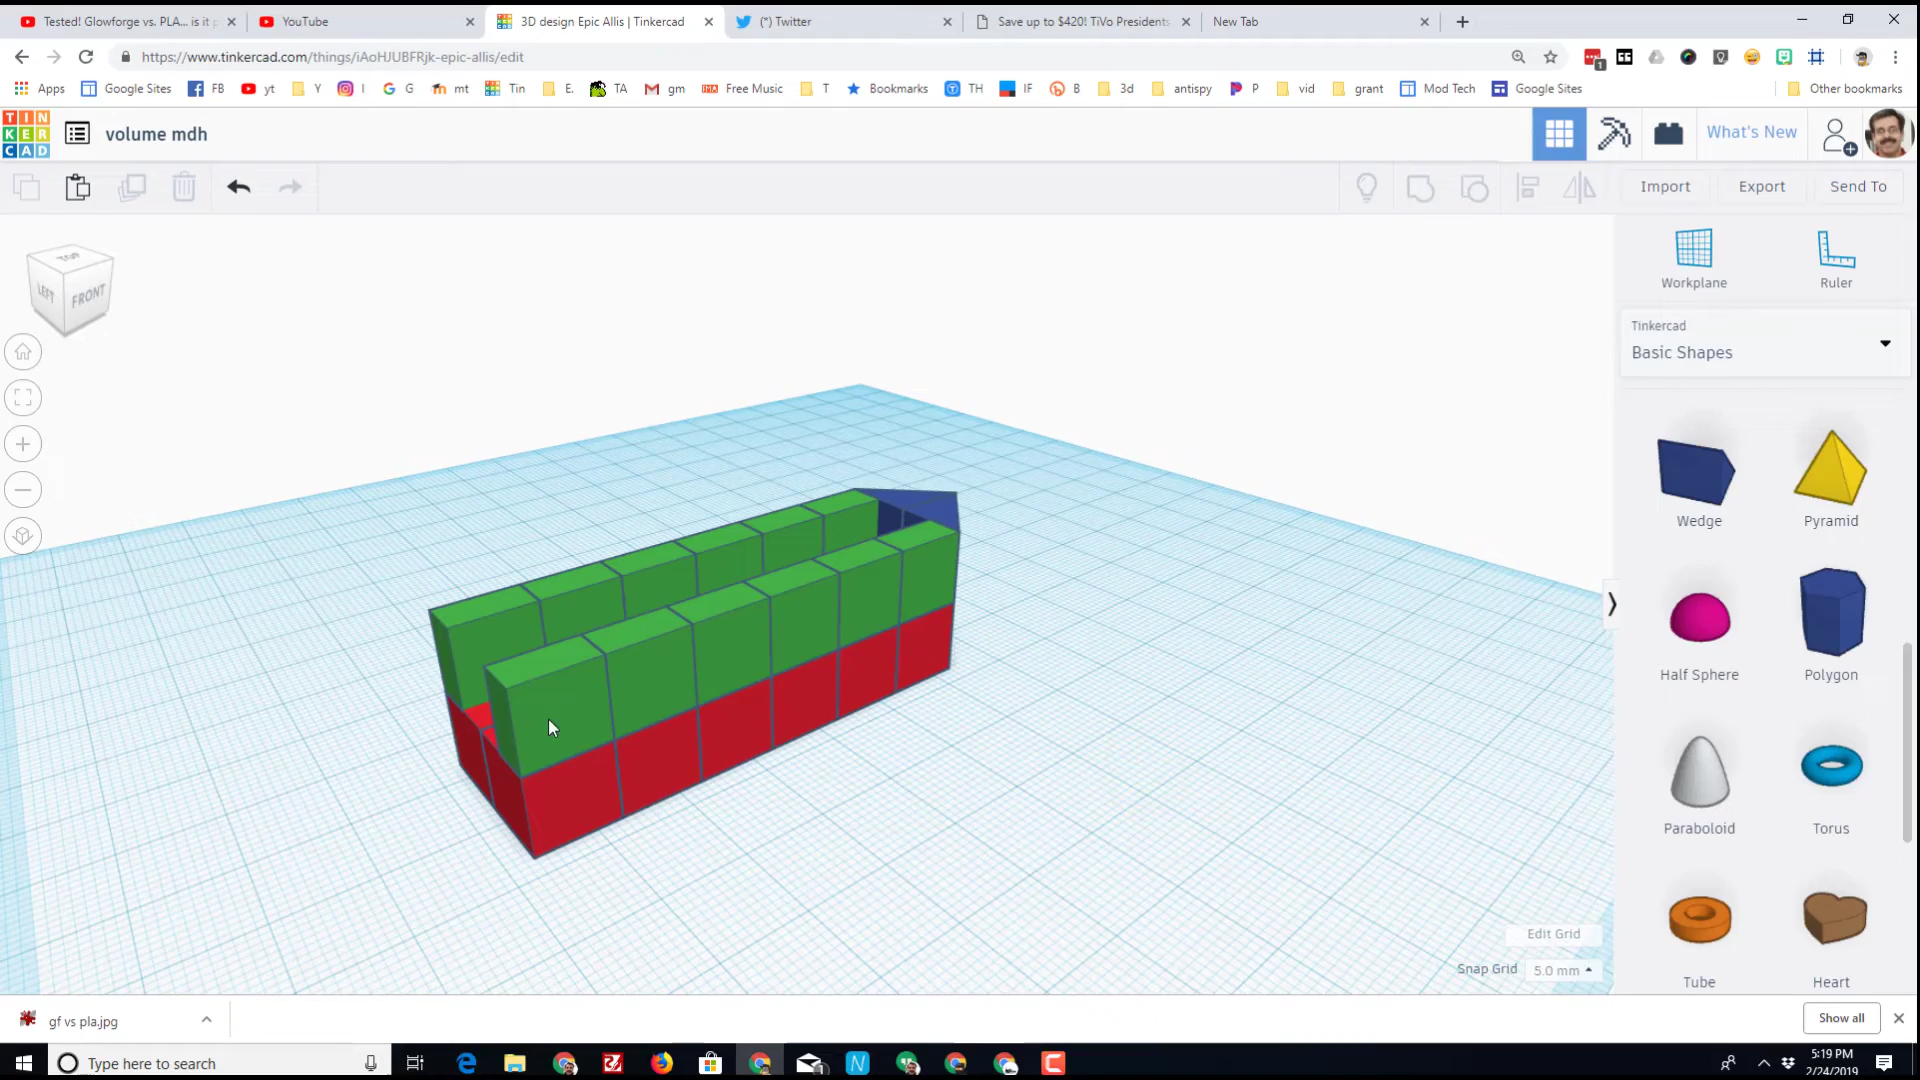 Tested! Glowforge vs. PLA... is it p
YouTube
3D design Epic Allis | Tinkercad
(*) Twitter
Save up to $420! TiVo Presidents
New Tab
https://www.tinkercad.com/things/iAoHJUBFRjk-epic-allis/edit
1
Apps
Google Sites
FB
yt
Y
I
G
mt
Tin
E.
TA
gm
Free Music
T
Bookmarks
TH
IF
B
3d
antispy
P
vid
grant
Mod Tech
Google Sites
Other bookmarks
TIN
KER
CAD
volume mdh
What's New
Import
Export
Send To
TOP
LEFT
FRONT
Workplane
Ruler
Tinkercad
Basic Shapes
Wedge
Pyramid
Half Sphere
Polygon
Paraboloid
Torus
Tube
Heart
Edit Grid
Snap Grid
5.0 mm
gf vs pla.jpg
Show all
Type here to search
5:19 PM
2/24/2019